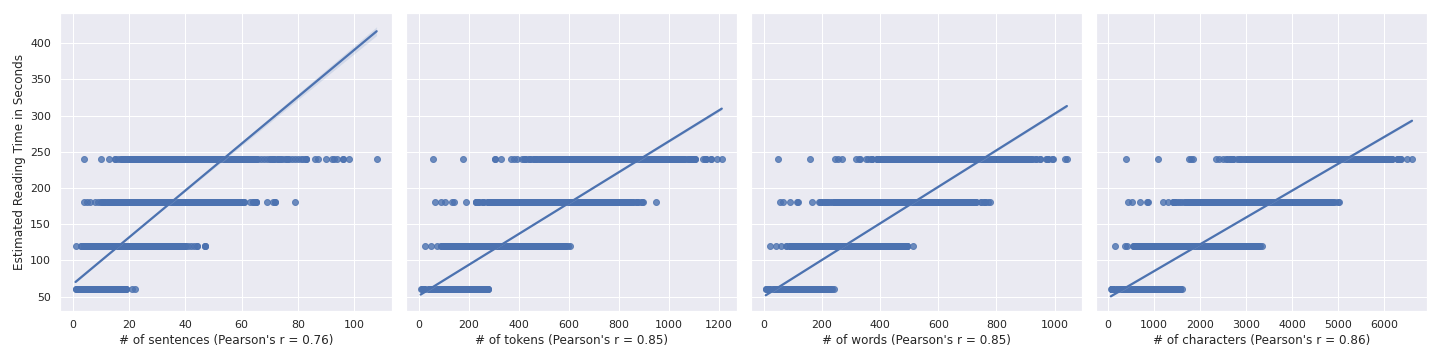 Estimated Reading Time in Seconds
400
350
300
250
200
150
100
50
0 20 40 60 80 100
# of sentences (Pearson's r = 0.76)
0 200 400 600 800 1000 1200
# of tokens (Pearson's r = 0.85)
0 200 400 600 800 1000
# of words (Pearson's r = 0.85)
0 1000 2000 3000 4000 5000 6000
# of characters (Pearson's r = 0.86)